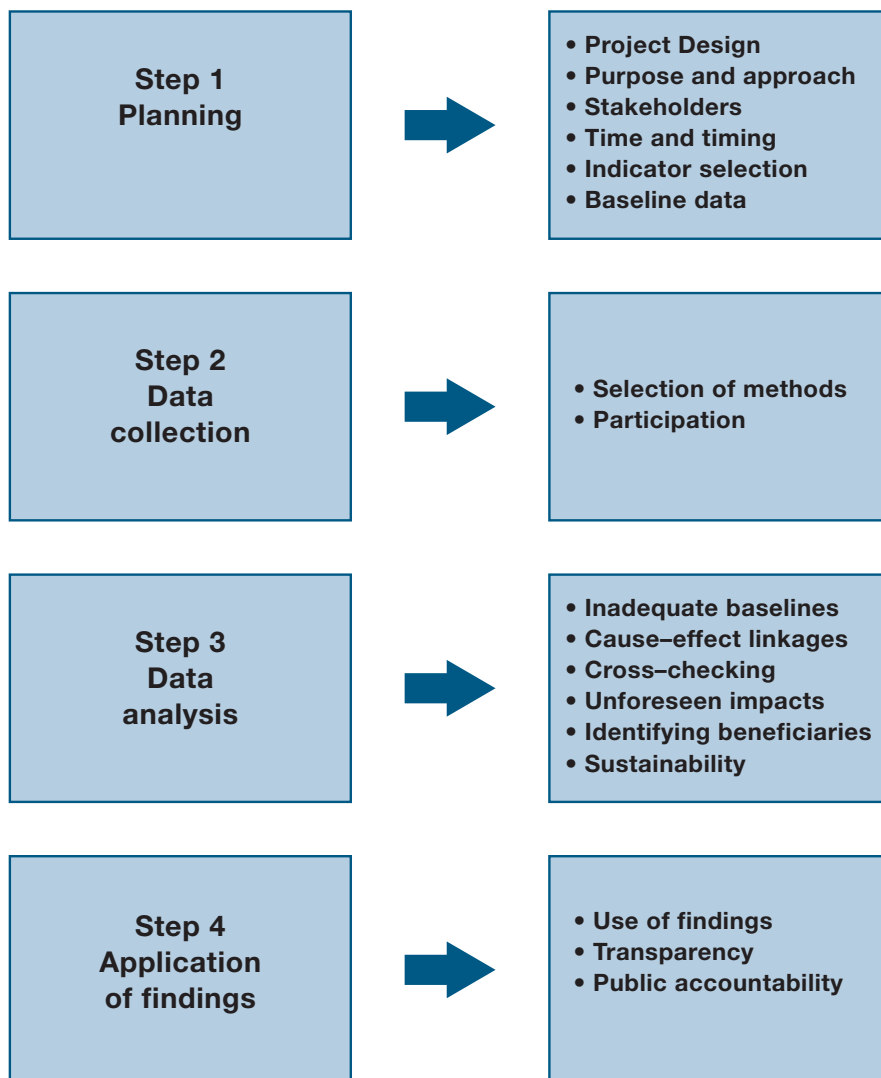 Step 1
Planning
• Project Design
• Purpose and approach
• Stakeholders
• Time and timing
• Indicator selection
• Baseline data
Step 2
Data
collection
• Selection of methods
• Participation
Step 3
Data
analysis
• Inadequate baselines
• Cause–effect linkages
• Cross–checking
• Unforeseen impacts
• Identifying beneficiaries
• Sustainability
Step 4
Application
of findings
• Use of findings
• Transparency
• Public accountability